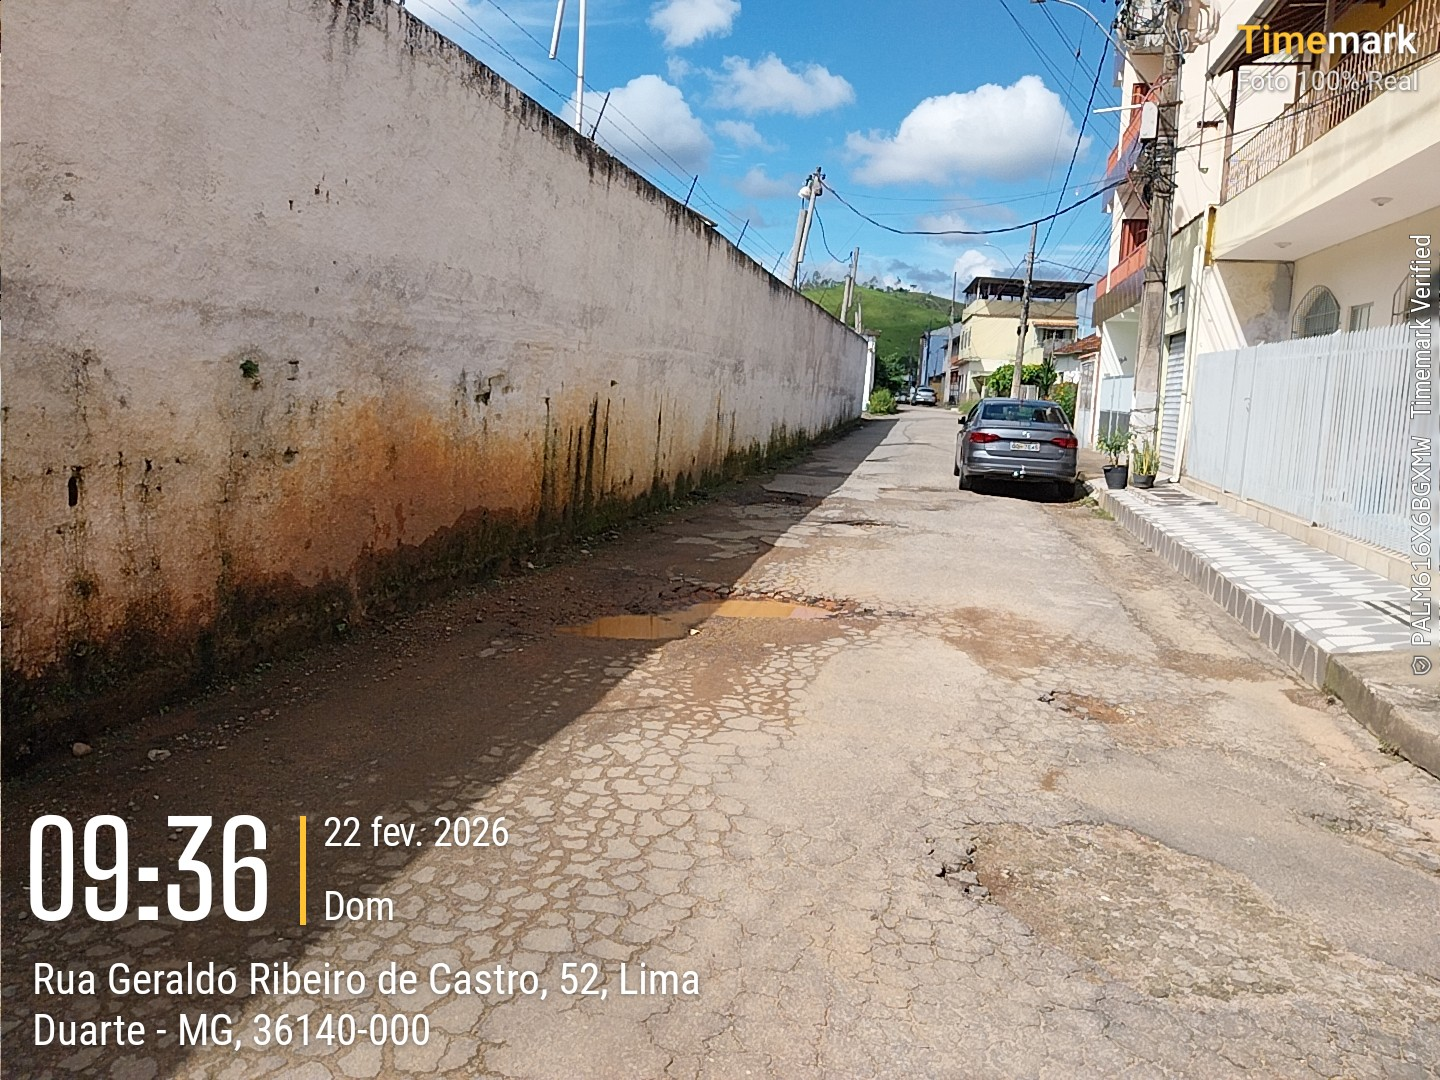 Timemark
Foto 100% Real
© PALM616X6BGXMW Timemark Verified
09:36
22 fev. 2026
Dom
Rua Geraldo Ribeiro de Castro, 52, Lima
Duarte - MG, 36140-000